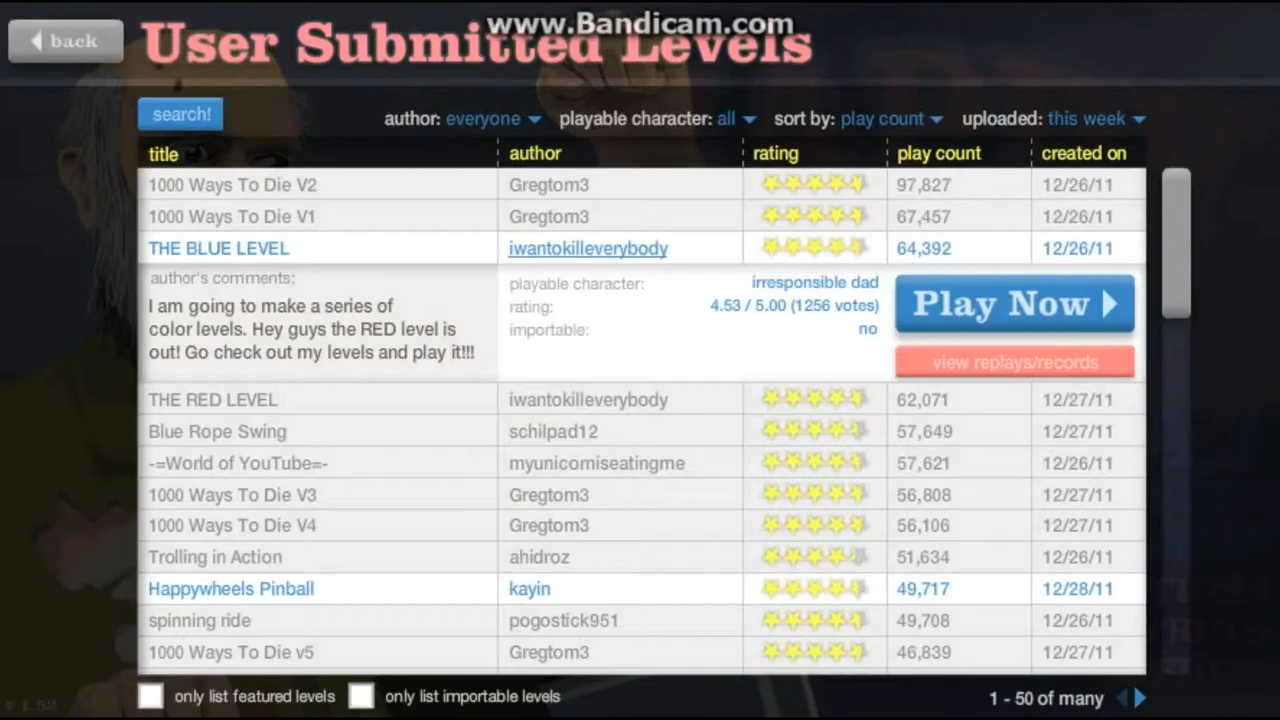 www.Bandicam.com
back
User Submitted Levels
search!
author: everyone playable character: all sort by: play count uploaded: this week
title author rating play count created on
1000 Ways To Die V2 Gregtom3 97,827 12/26/11
1000 Ways To Die V1 Gregtom3 67,457 12/26/11
THE BLUE LEVEL iwantokilleverybody 64,392 12/26/11
author's comments:
I am going to make a series of
color levels. Hey guys the RED level is
out! Go check out my levels and play it!!!
playable character: irresponsible dad
rating: 4.53 / 5.00 (1256 votes)
importable: no
Play Now
view replays/records
THE RED LEVEL iwantokilleverybody 62,071 12/27/11
Blue Rope Swing schilpad12 57,649 12/27/11
-=World of YouTube=- myunicorniseatingme 57,621 12/26/11
1000 Ways To Die V3 Gregtom3 56,808 12/27/11
1000 Ways To Die V4 Gregtom3 56,106 12/27/11
Trolling in Action ahidroz 51,634 12/26/11
Happywheels Pinball kayin 49,717 12/28/11
spinning ride pogostick951 49,708 12/26/11
1000 Ways To Die v5 Gregtom3 46,839 12/27/11
only list featured levels only list importable levels 1 - 50 of many